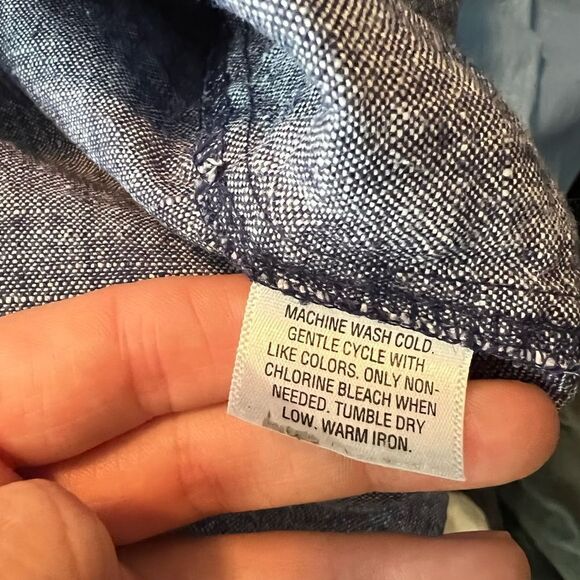 MACHINE WASH COLD.
GENTLE CYCLE WITH
LIKE COLORS. ONLY NON-
CHLORINE BLEACH WHEN
NEEDED. TUMBLE DRY
LOW. WARM IRON.